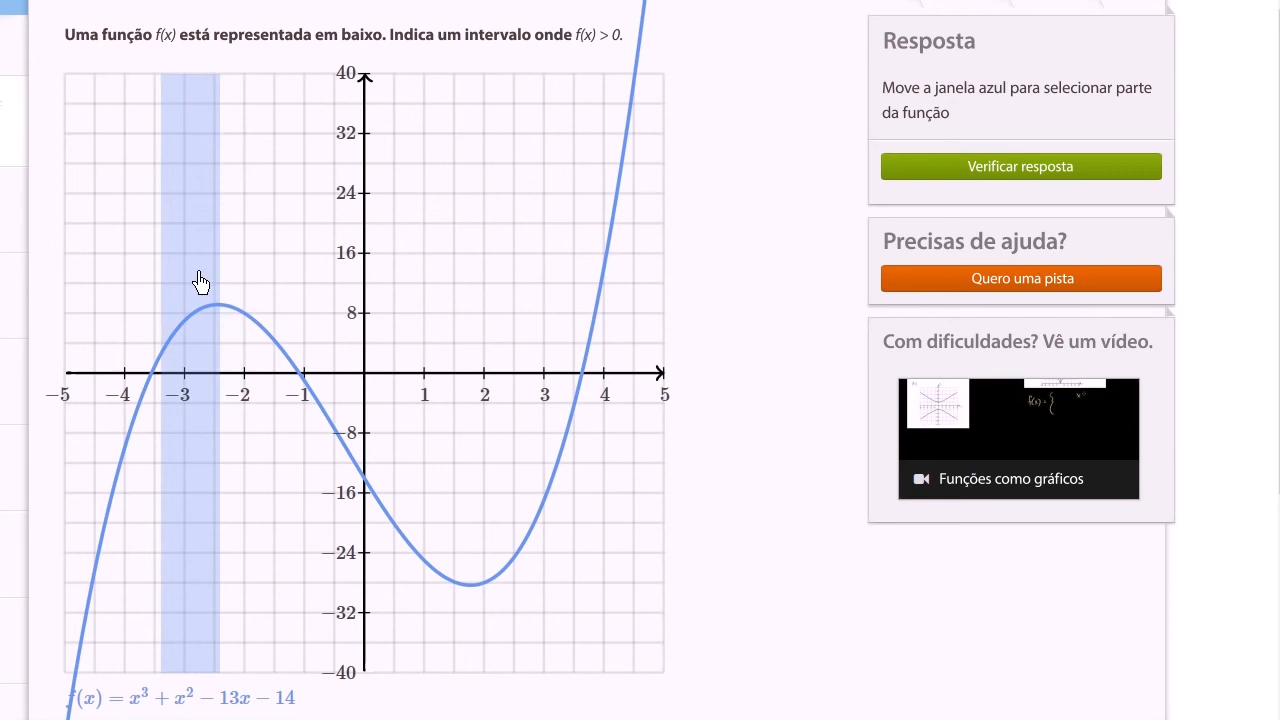 Uma função f(x) está representada em baixo. Indica um intervalo onde f(x) > 0.
40
32
24
16
8
−5 −4 −3 −2 −1 1 2 3 4 5
−8
−16
−24
−32
−40
f(x) = x³ + x² − 13x − 14
Resposta
Move a janela azul para selecionar parte
da função
Verificar resposta
Precisas de ajuda?
Quero uma pista
Com dificuldades? Vê um vídeo.
f(x) = {
Funções como gráficos